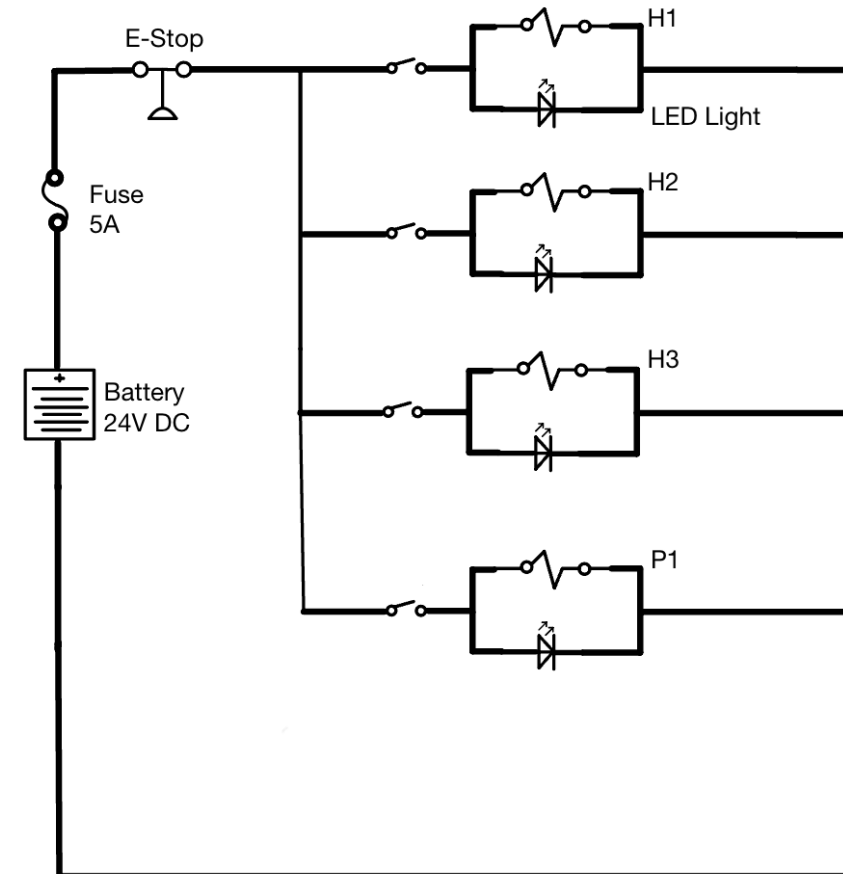 E-Stop
H1
LED Light
Fuse
5A
H2
H3
Battery
24V DC
P1